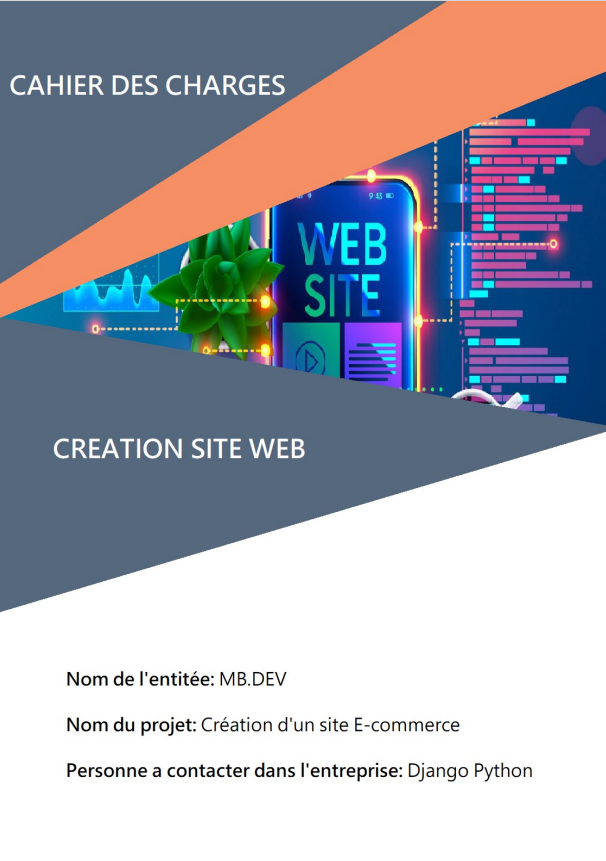 CAHIER DES CHARGES
9:43
WEB
SITE
CREATION SITE WEB
Nom de l'entitée: MB.DEV
Nom du projet: Création d'un site E-commerce
Personne a contacter dans l'entreprise: Django Python